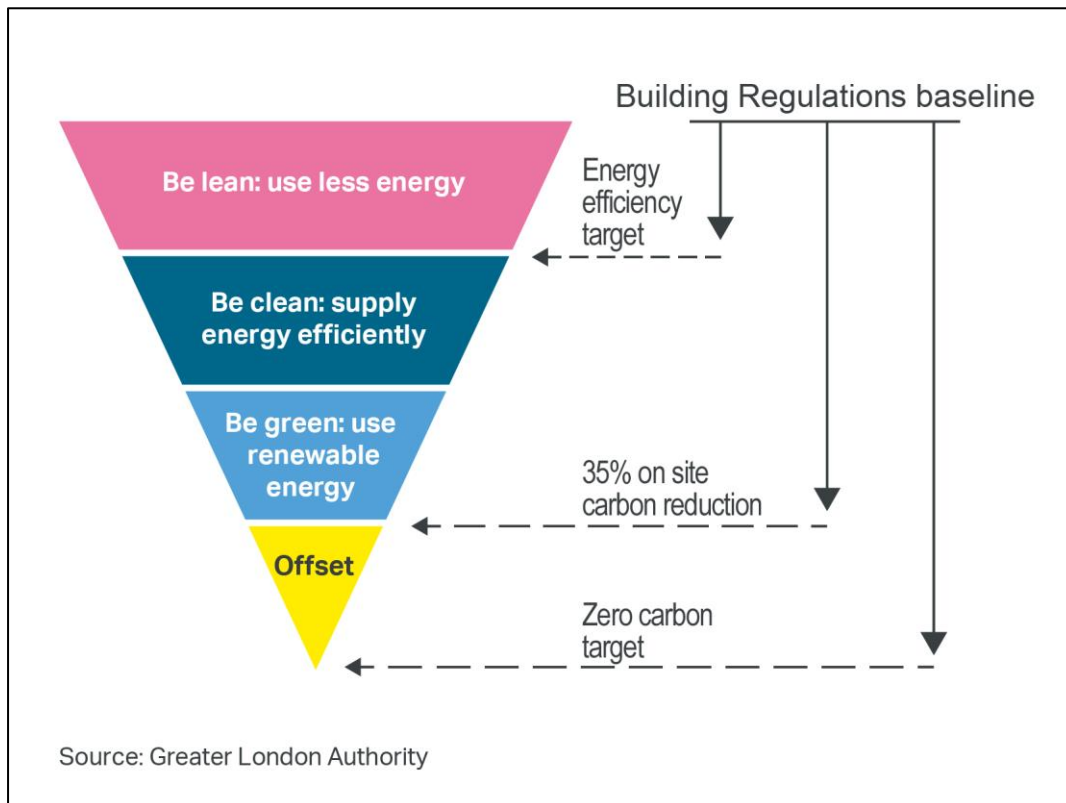 Building Regulations baseline
Be lean: use less energy
Energy
efficiency
target
Be clean: supply
energy efficiently
Be green: use
renewable
energy
35% on site
carbon reduction
Offset
Zero carbon
target
Source: Greater London Authority